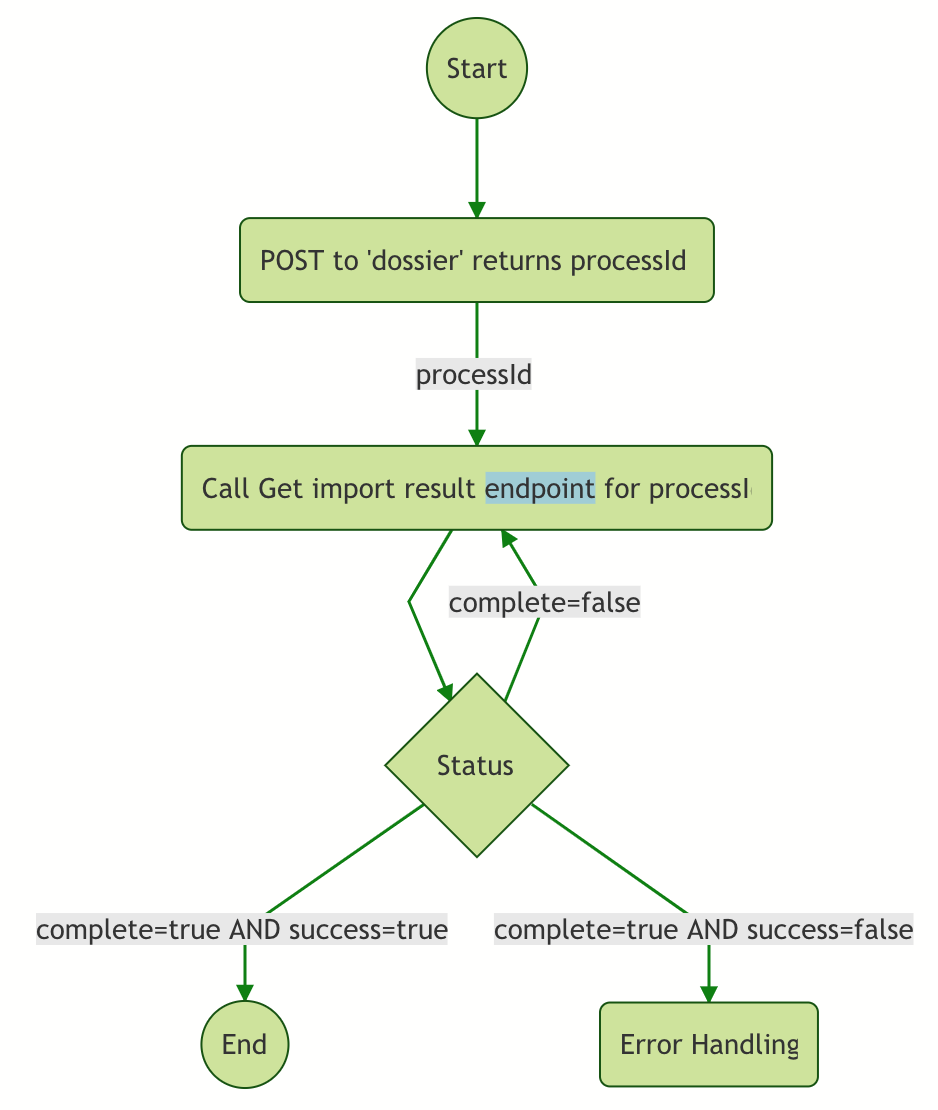 Start
POST to 'dossier' returns processId
processId
Call Get import result endpoint for processI
complete=false
Status
complete=true AND success=true
complete=true AND success=false
End
Error Handling